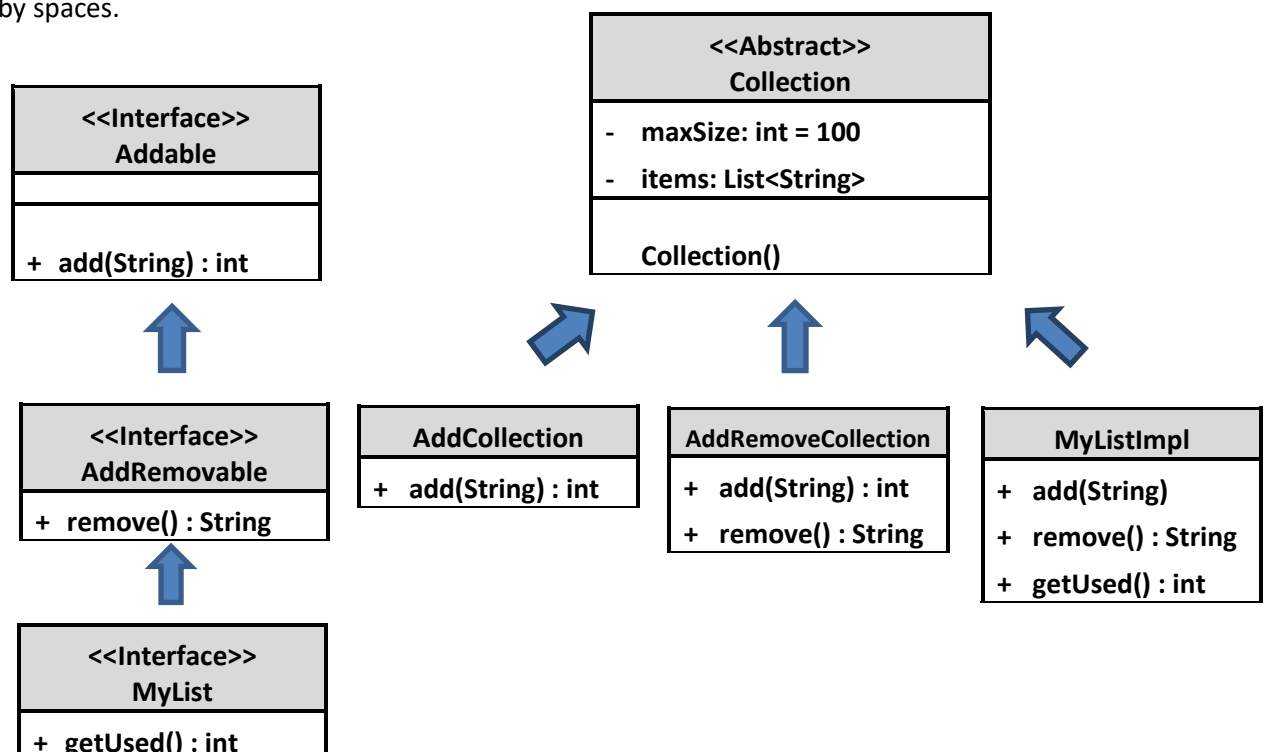 by spaces.
<<Interface>>
Addable
+ add(String) : int
<<Abstract>>
Collection
- maxSize: int = 100
- items: List<String>
Collection()
<<Interface>>
AddRemovable
+ remove() : String
AddCollection
+ add(String) : int
AddRemoveCollection
+ add(String) : int
+ remove() : String
MyListImpl
+ add(String)
+ remove() : String
+ getUsed() : int
<<Interface>>
MyList
+ getUsed() : int